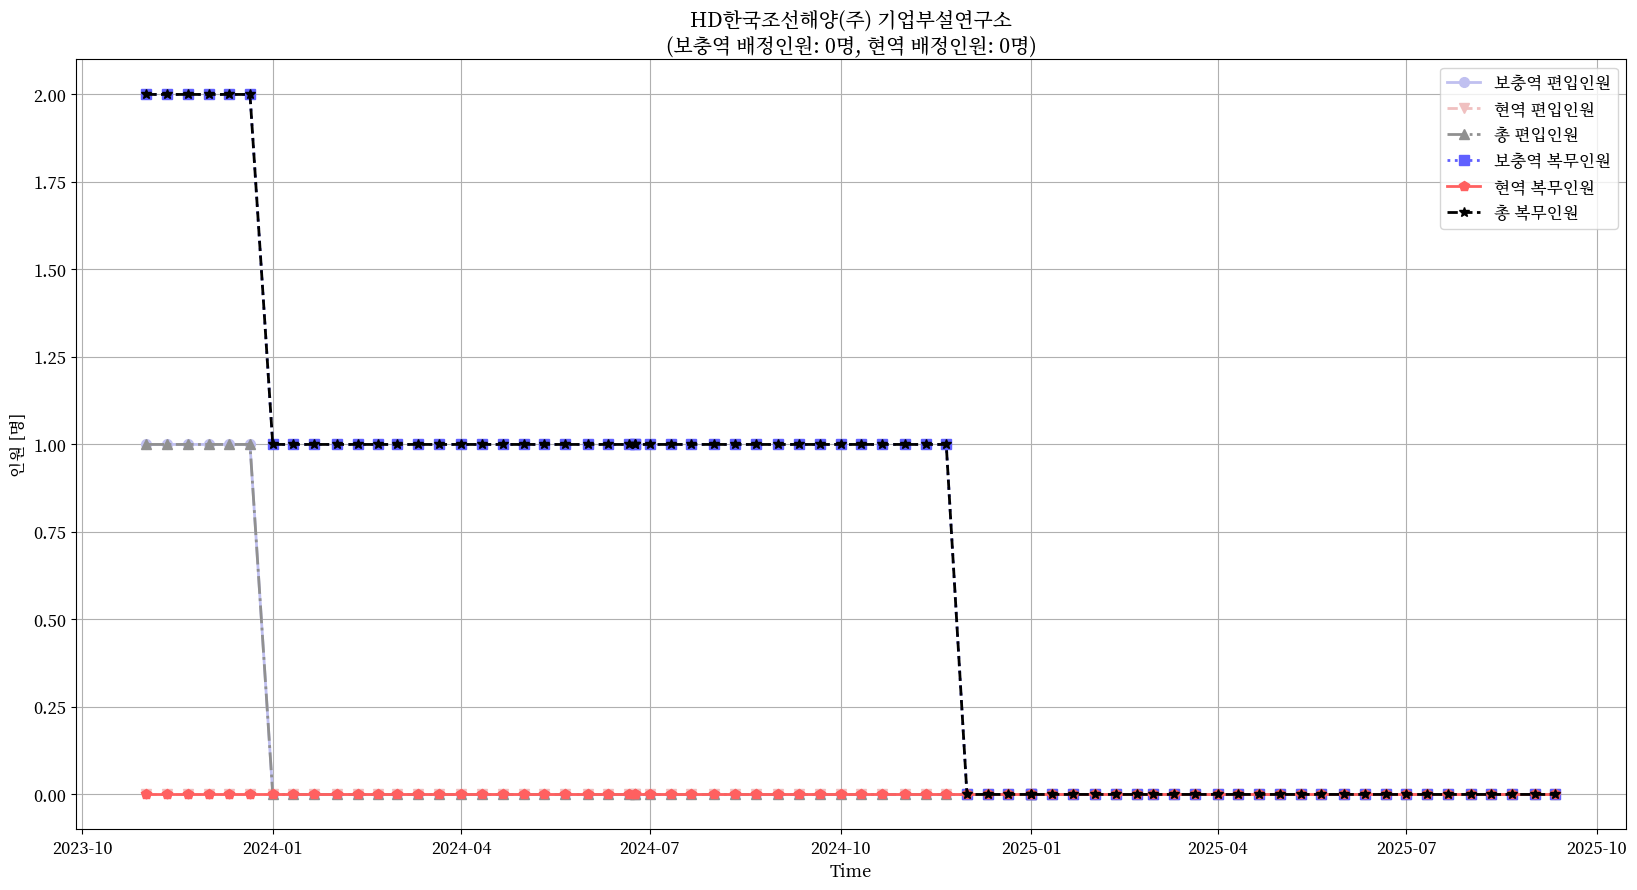 HD한국조선해양(주) 기업부설연구소
(보충역 배정인원: 0명, 현역 배정인원: 0명)
보충역 편입인원
현역 편입인원
총 편입인원
보충역 복무인원
현역 복무인원
총 복무인원
인원 [명]
2.00
1.75
1.50
1.25
1.00
0.75
0.50
0.25
0.00
2023-10
2024-01
2024-04
2024-07
2024-10
2025-01
2025-04
2025-07
2025-10
Time